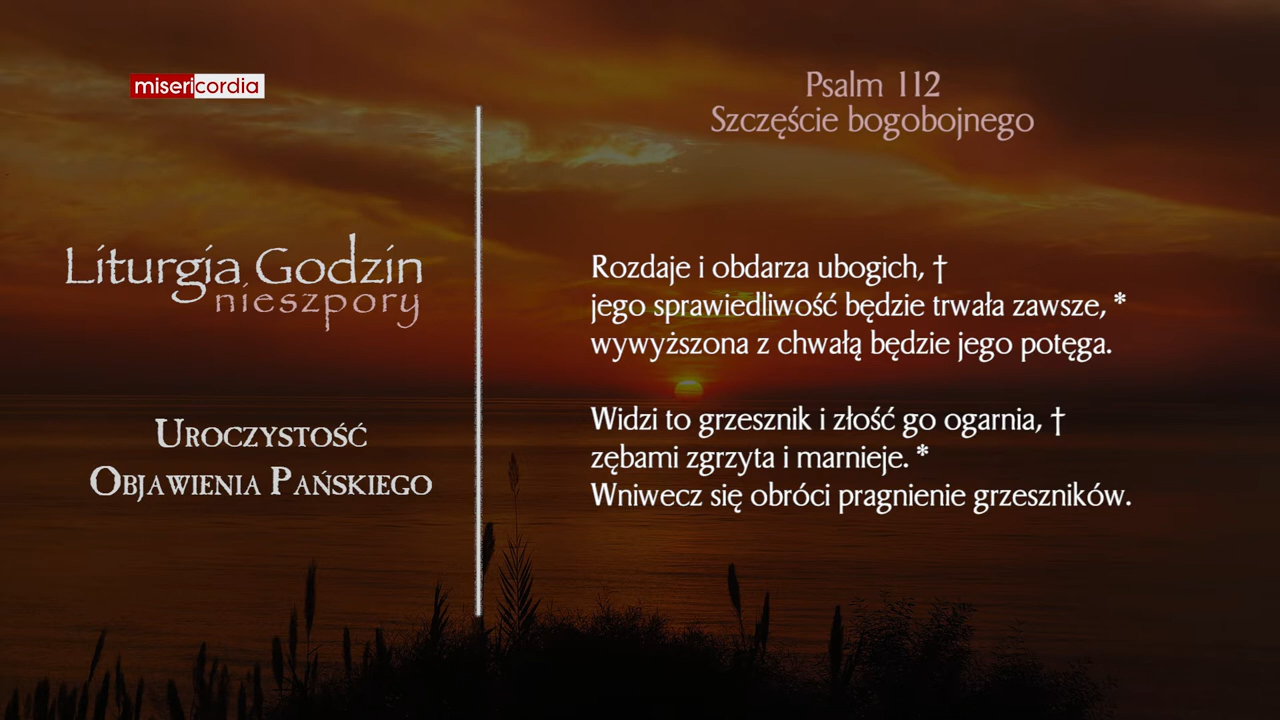 misericordia
Liturgia Godzin
nieszpory
Uroczystość
Objawienia Pańskiego
Psalm 112
Szczęście bogobojnego
Rozdaje i obdarza ubogich, †
jego sprawiedliwość będzie trwała zawsze, *
wywyższona z chwałą będzie jego potęga.
Widzi to grzesznik i złość go ogarnia, †
zębami zgrzyta i marnieje. *
Wniwecz się obróci pragnienie grzeszników.